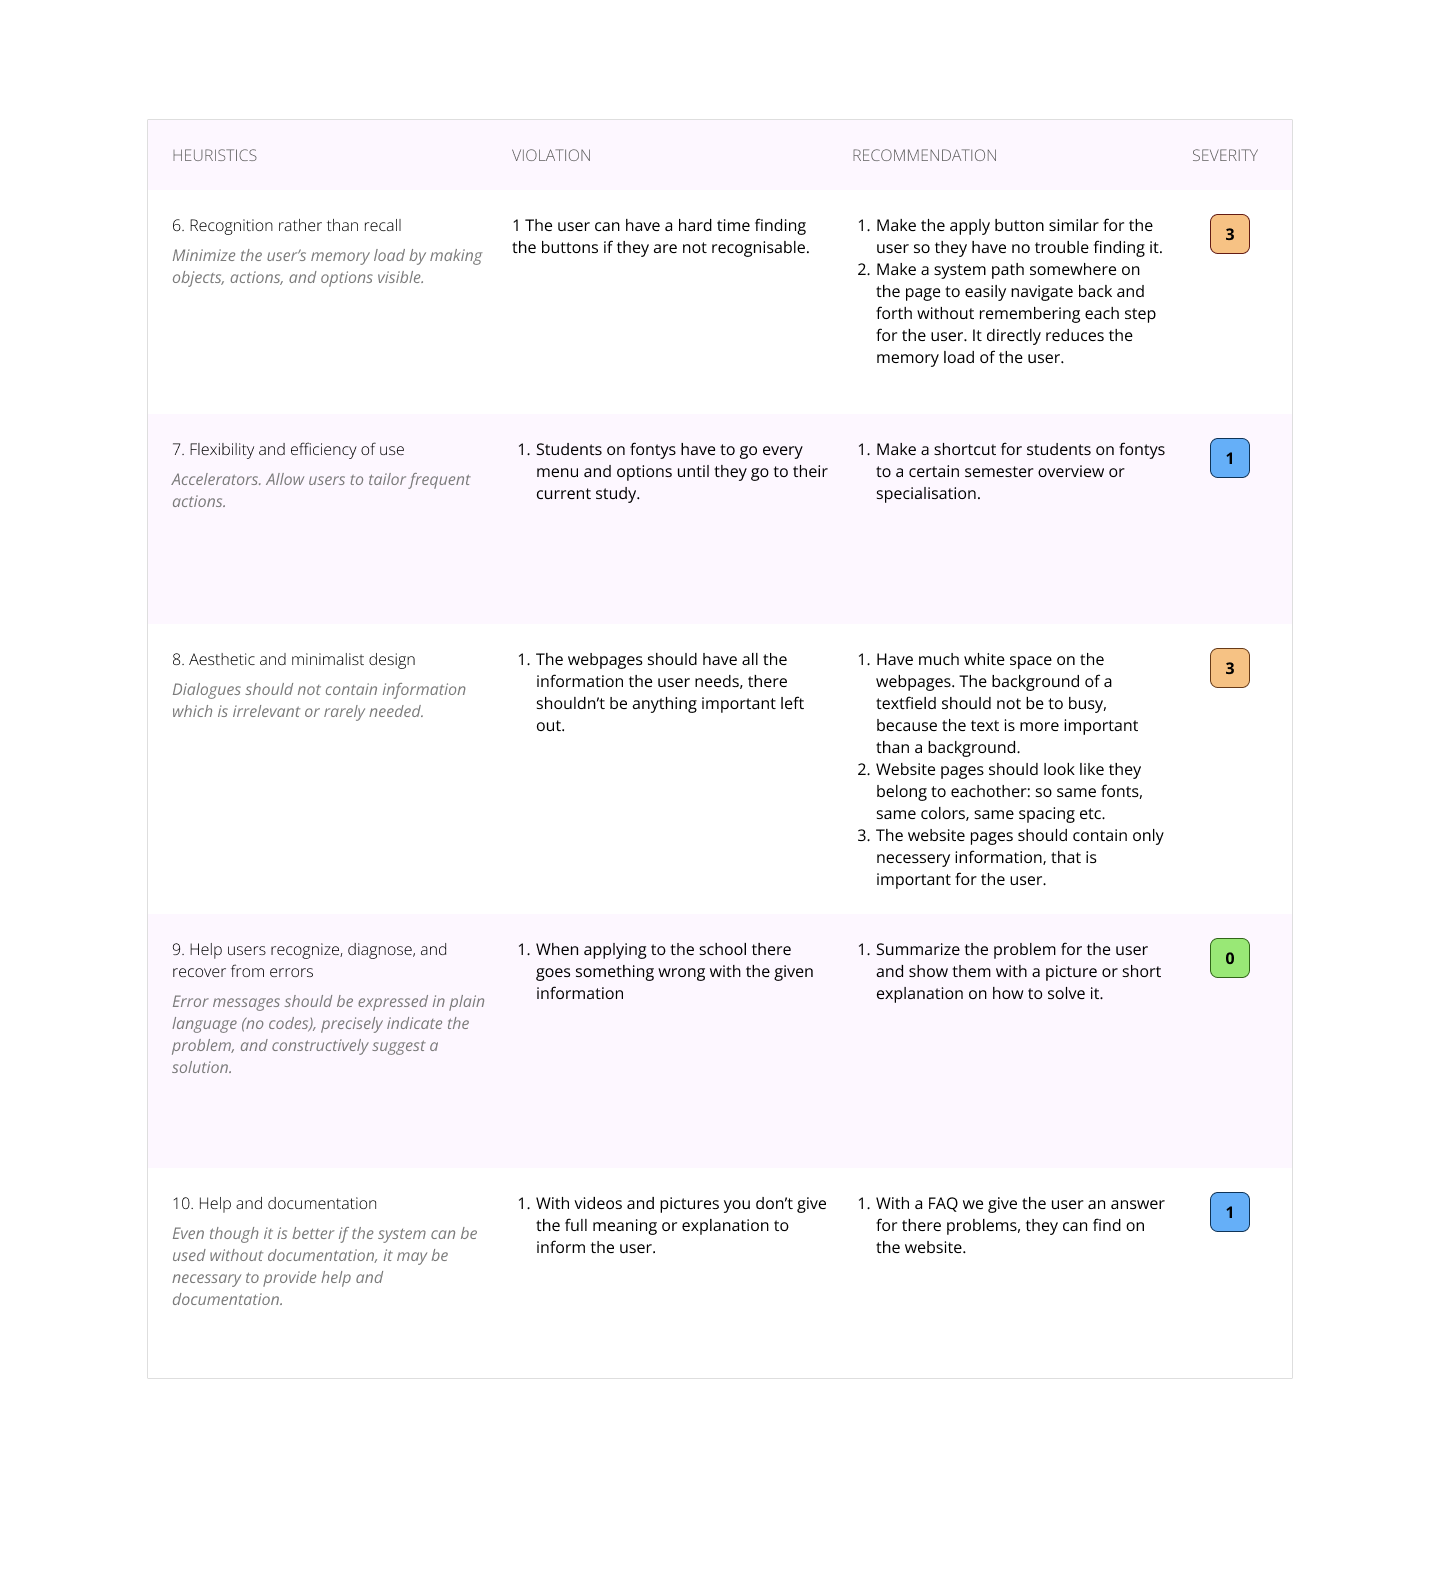 HEURISTICS
VIOLATION
RECOMMENDATION
SEVERITY
6. Recognition rather than recall
Minimize the user’s memory load by making
objects, actions, and options visible.
1 The user can have a hard time finding
the buttons if they are not recognisable.
1. Make the apply button similar for the
user so they have no trouble finding it.
2. Make a system path somewhere on
the page to easily navigate back and
forth without remembering each step
for the user. It directly reduces the
memory load of the user.
3
7. Flexibility and efficiency of use
Accelerators. Allow users to tailor frequent
actions.
1. Students on fontys have to go every
menu and options until they go to their
current study.
1. Make a shortcut for students on fontys
to a certain semester overview or
specialisation.
1
8. Aesthetic and minimalist design
Dialogues should not contain information
which is irrelevant or rarely needed.
1. The webpages should have all the
information the user needs, there
shouldn’t be anything important left
out.
1. Have much white space on the
webpages. The background of a
textfield should not be to busy,
because the text is more important
than a background.
2. Website pages should look like they
belong to eachother: so same fonts,
same colors, same spacing etc.
3. The website pages should contain only
necessery information, that is
important for the user.
3
9. Help users recognize, diagnose, and
recover from errors
Error messages should be expressed in plain
language (no codes), precisely indicate the
problem, and constructively suggest a
solution.
1. When applying to the school there
goes something wrong with the given
information
1. Summarize the problem for the user
and show them with a picture or short
explanation on how to solve it.
0
10. Help and documentation
Even though it is better if the system can be
used without documentation, it may be
necessary to provide help and
documentation.
1. With videos and pictures you don’t give
the full meaning or explanation to
inform the user.
1. With a FAQ we give the user an answer
for there problems, they can find on
the website.
1